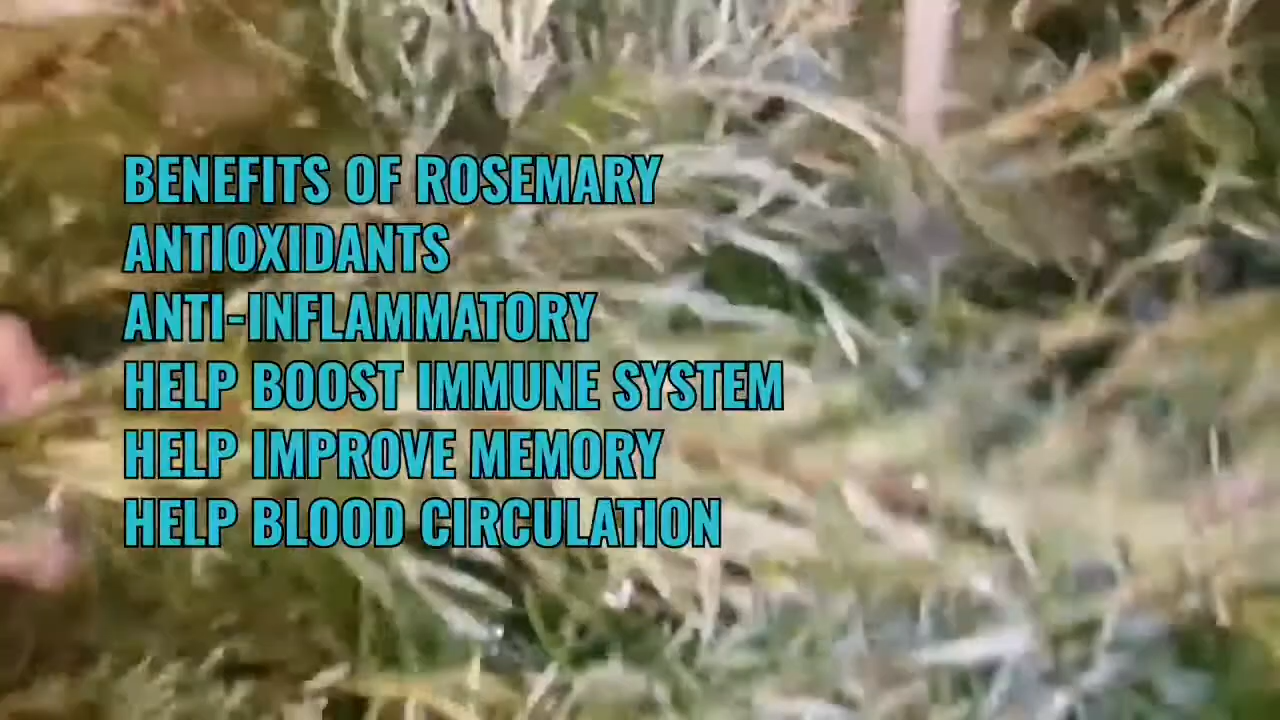 BENEFITS OF ROSEMARY
ANTIOXIDANTS
ANTI-INFLAMMATORY
HELP BOOST IMMUNE SYSTEM
HELP IMPROVE MEMORY
HELP BLOOD CIRCULATION